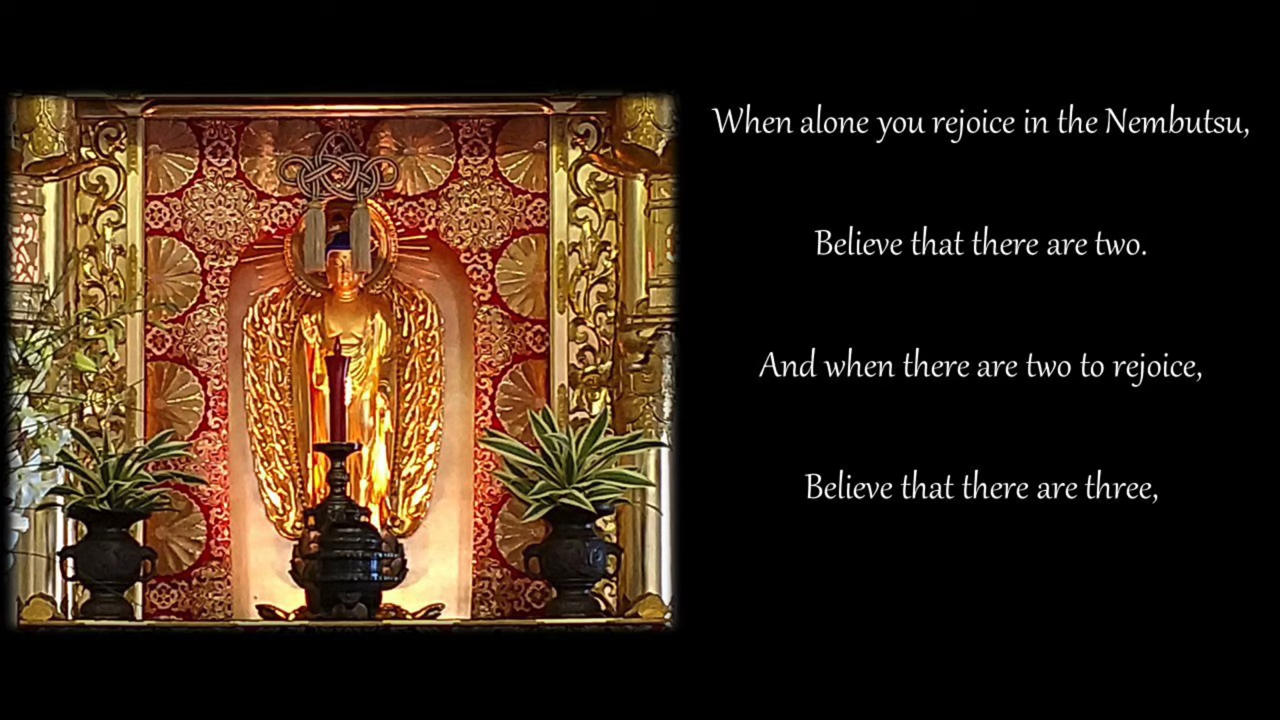 When alone you rejoice in the Nembutsu,
Believe that there are two.
And when there are two to rejoice,
Believe that there are three,